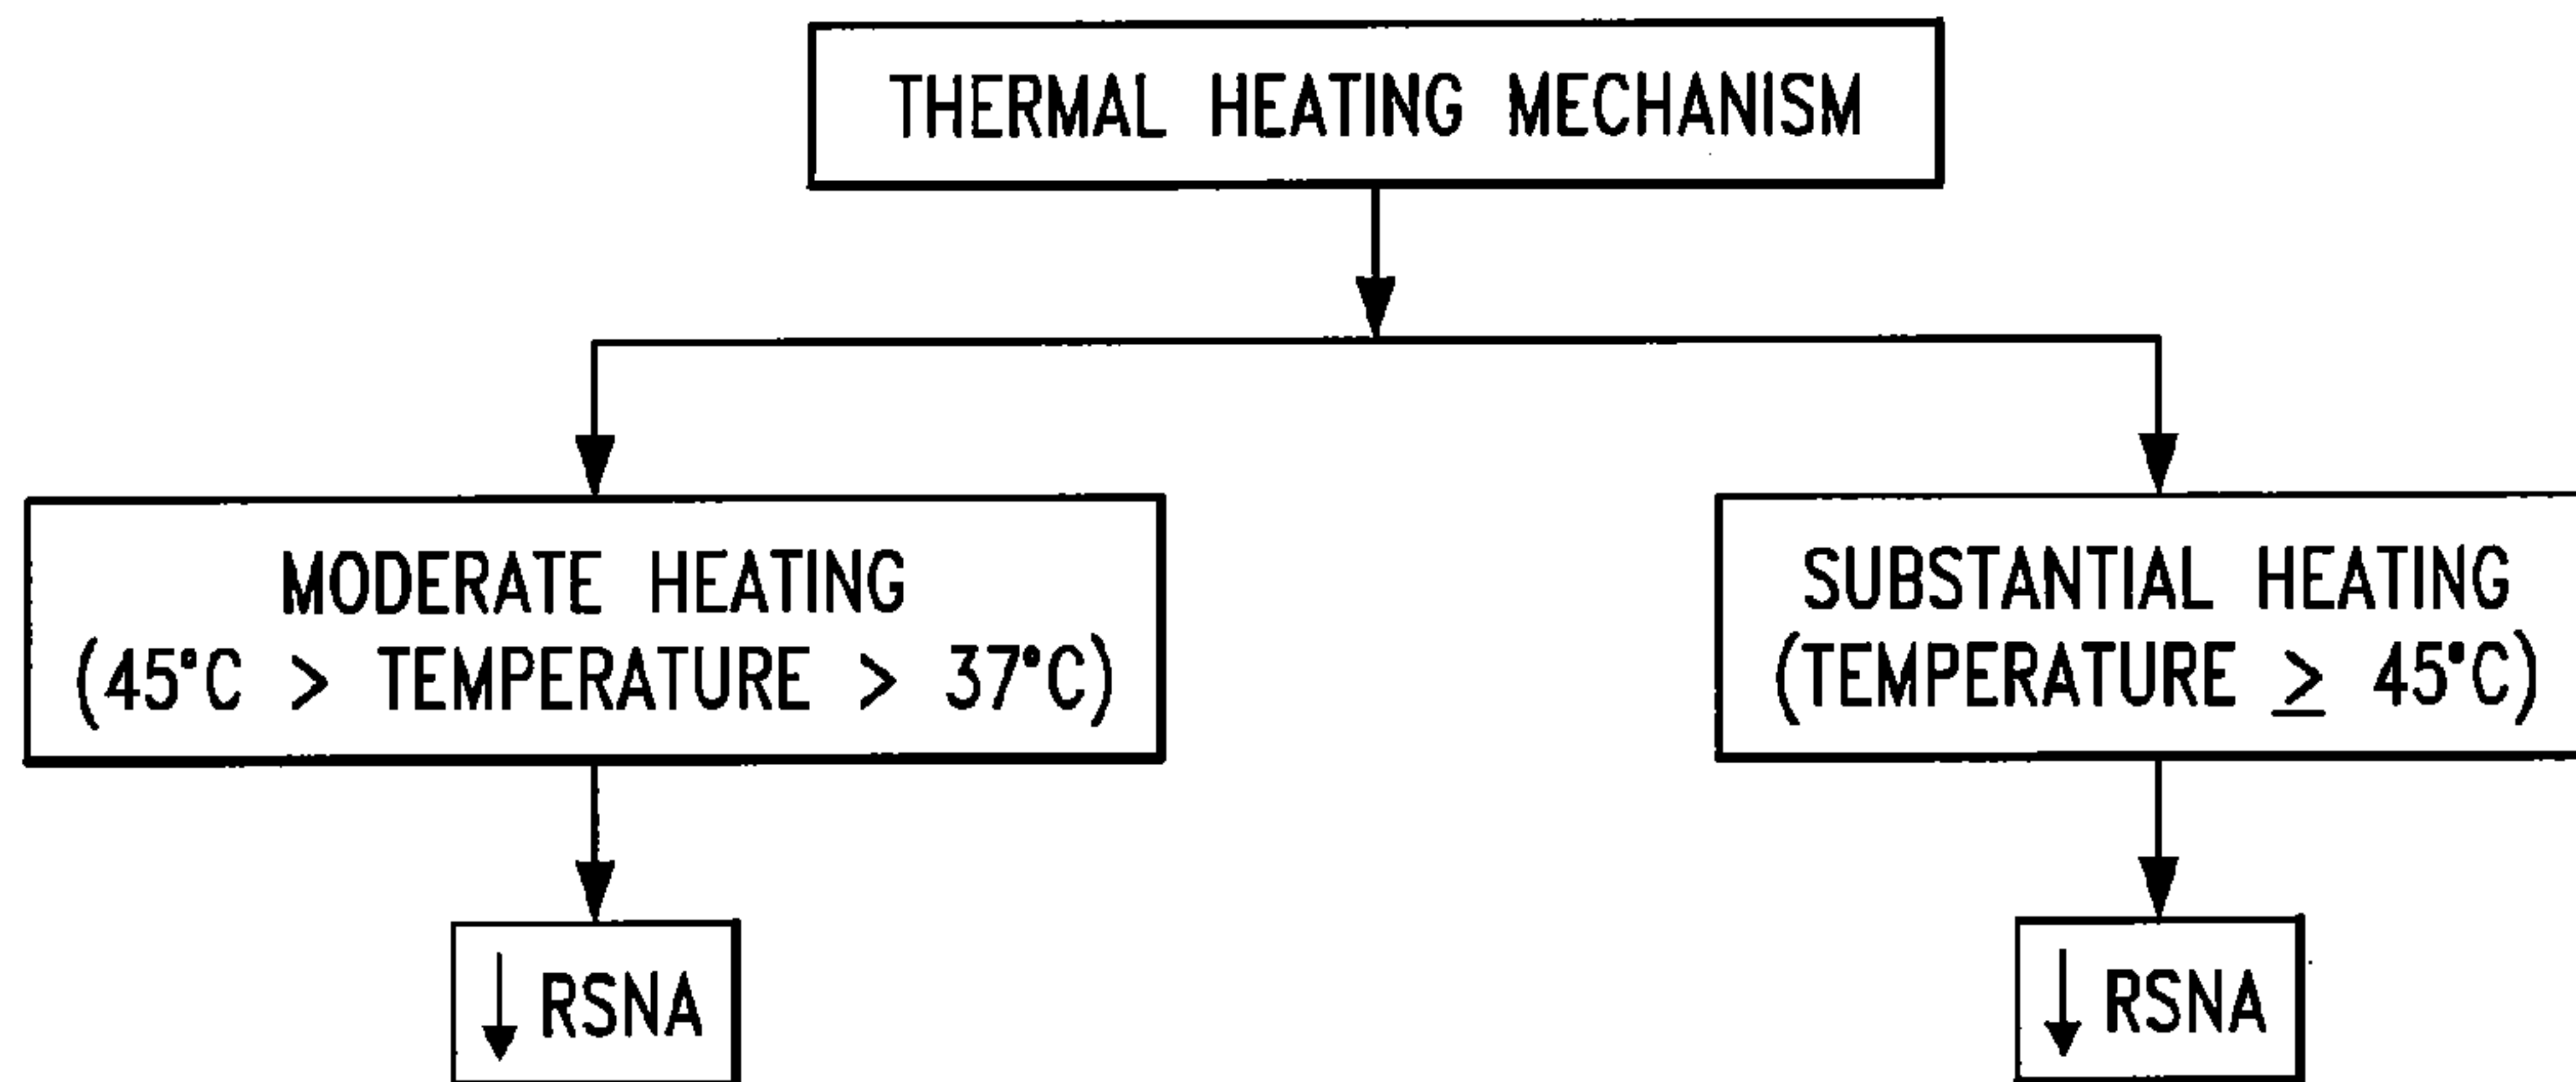 THERMAL HEATING MECHANISM
MODERATE HEATING
(45°C > TEMPERATURE > 37°C)
SUBSTANTIAL HEATING
(TEMPERATURE ≥ 45°C)
↓ RSNA
↓ RSNA